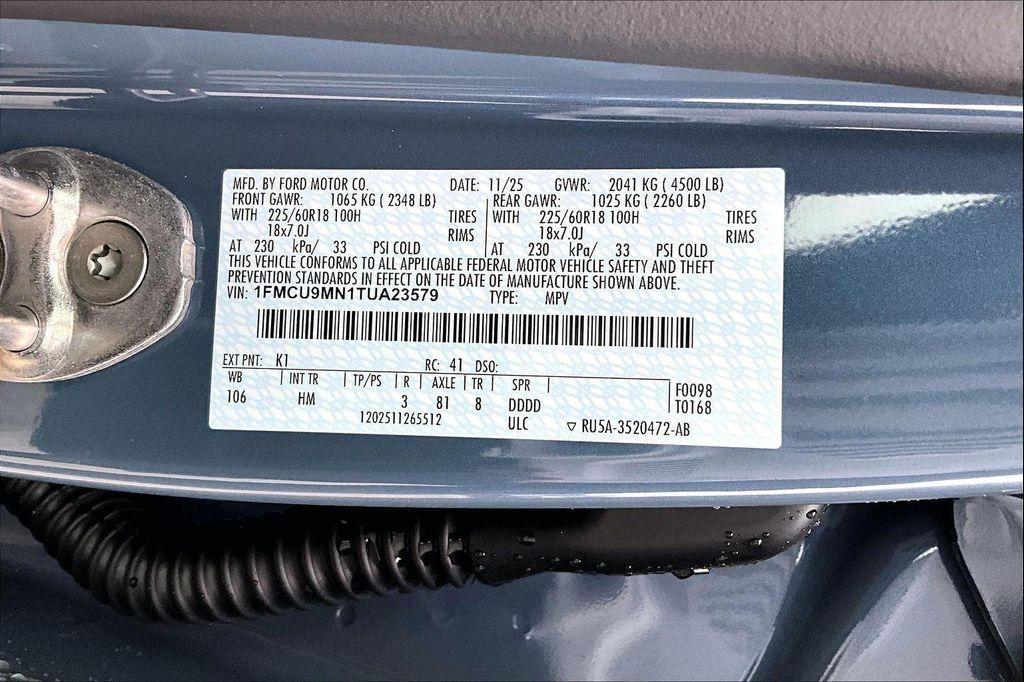 MFD. BY FORD MOTOR CO. DATE: 11/25 GVWR: 2041 KG ( 4500 LB)
FRONT GAWR: 1065 KG ( 2348 LB) REAR GAWR: 1025 KG ( 2260 LB)
WITH 225/60R18 100H TIRES WITH 225/60R18 100H TIRES
18x7.0J RIMS 18x7.0J RIMS
AT 230 kPa/ 33 PSI COLD AT 230 kPa/ 33 PSI COLD
THIS VEHICLE CONFORMS TO ALL APPLICABLE FEDERAL MOTOR VEHICLE SAFETY AND THEFT
PREVENTION STANDARDS IN EFFECT ON THE DATE OF MANUFACTURE SHOWN ABOVE.
VIN: 1FMCU9MN1TUA23579 TYPE: MPV
EXT PNT: K1 RC: 41 DSO:
WB INT TR TP/PS R AXLE TR SPR F0098
106 HM 3 81 8 DDDD T0168
1202511265512 ULC ▽ RU5A-3520472-AB